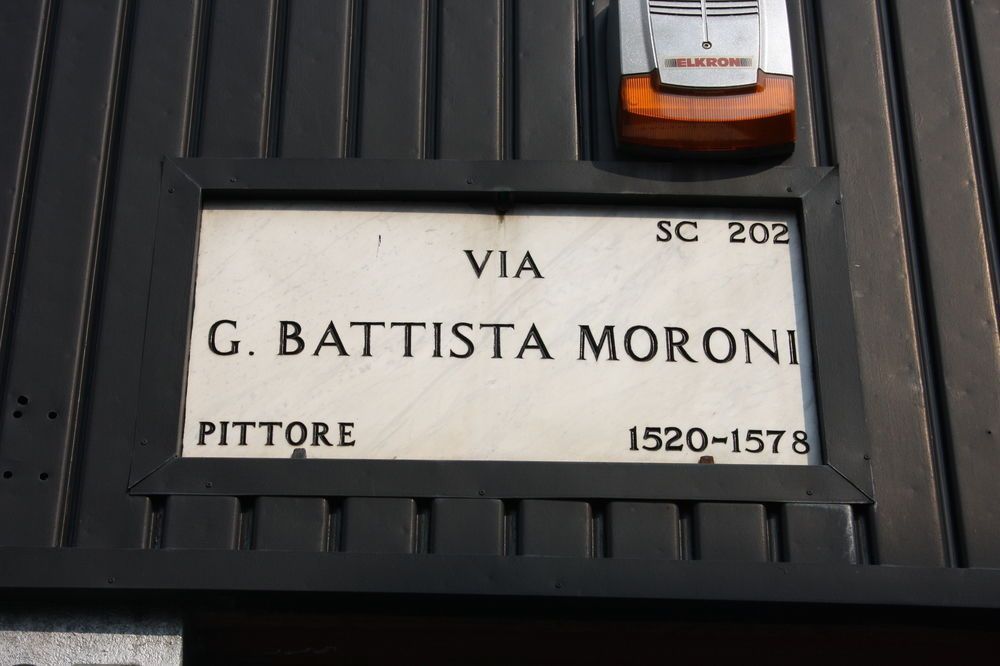 ELKRON
SC 202
VIA
G. BATTISTA MORONI
PITTORE 1520-1578